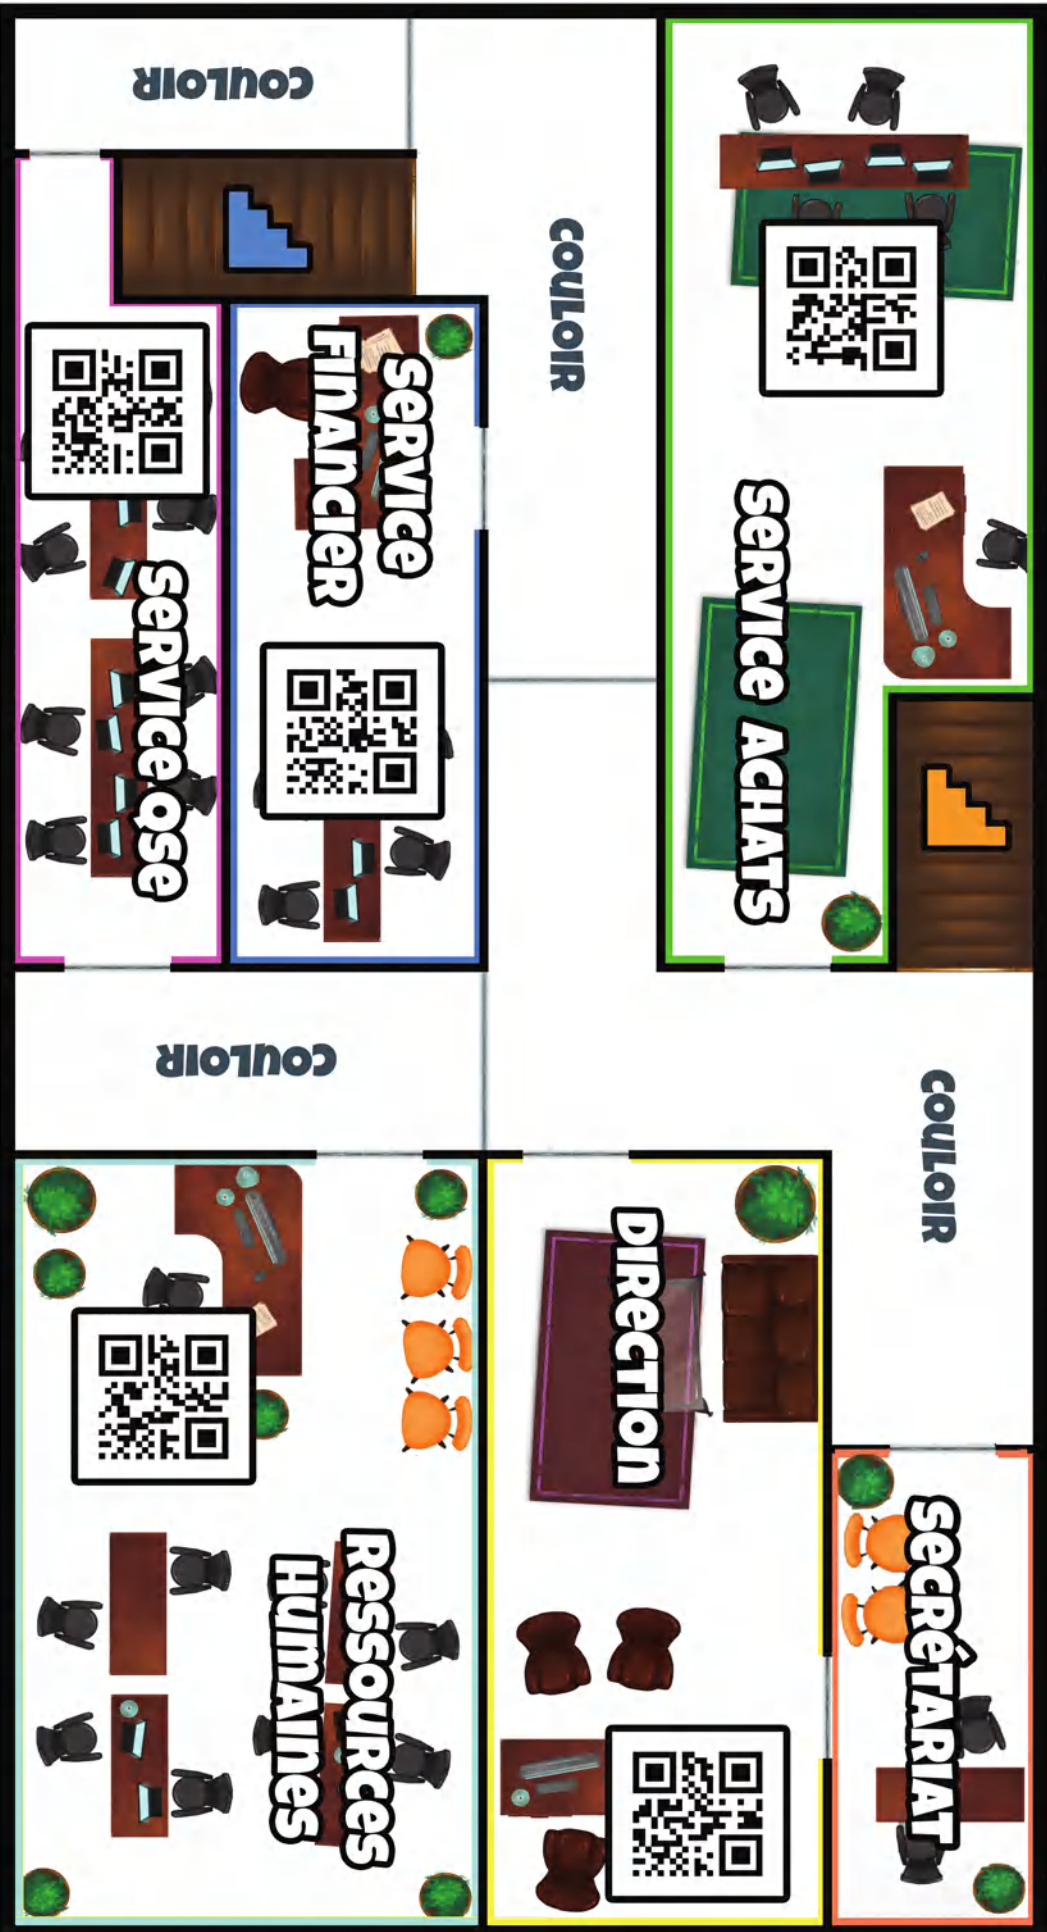 COULOIR
COULOIR
SERVICE
FINANCIER
SERVICE QSE
SERVICE ACHATS
COULOIR
COULOIR
DIRECTION
RESSOURCES
HUMAINES
SECRÉTARIAT